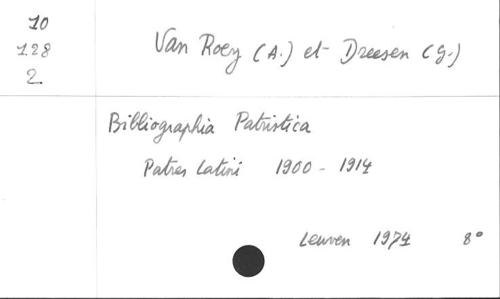 10
128
2
Van Roey (A.) et Dreesen (G.)
Bibliographia Patristica
Patres Latini 1900 - 1914
Leuven 1974 8°